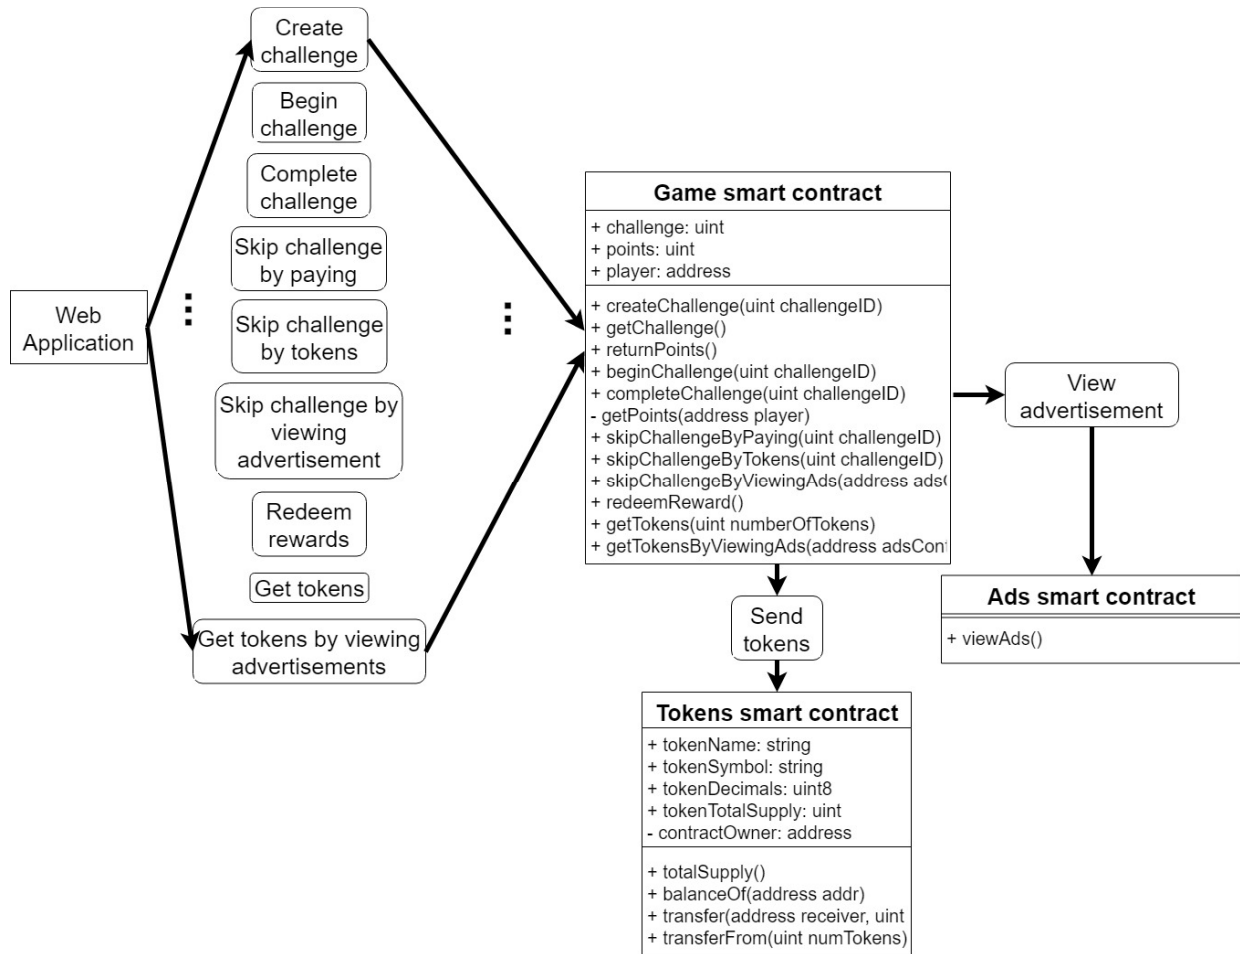 Create
challenge
Begin
challenge
Complete
challenge
Skip challenge
by paying
Skip challenge
by tokens
Skip challenge by
viewing
advertisement
Redeem
rewards
Get tokens
Get tokens by viewing
advertisements
Web
Application
Game smart contract
+ challenge: uint
+ points: uint
+ player: address
+ createChallenge(uint challengeID)
+ getChallenge()
+ returnPoints()
+ beginChallenge(uint challengeID)
+ completeChallenge(uint challengeID)
- getPoints(address player)
+ skipChallengeByPaying(uint challengeID)
+ skipChallengeByTokens(uint challengeID)
+ skipChallengeByViewingAds(address ads
+ redeemReward()
+ getTokens(uint numberOfTokens)
+ getTokensByViewingAds(address adsCont
View
advertisement
Ads smart contract
+ viewAds()
Send
tokens
Tokens smart contract
+ tokenName: string
+ tokenSymbol: string
+ tokenDecimals: uint8
+ tokenTotalSupply: uint
- contractOwner: address
+ totalSupply()
+ balanceOf(address addr)
+ transfer(address receiver, uint
+ transferFrom(uint numTokens)